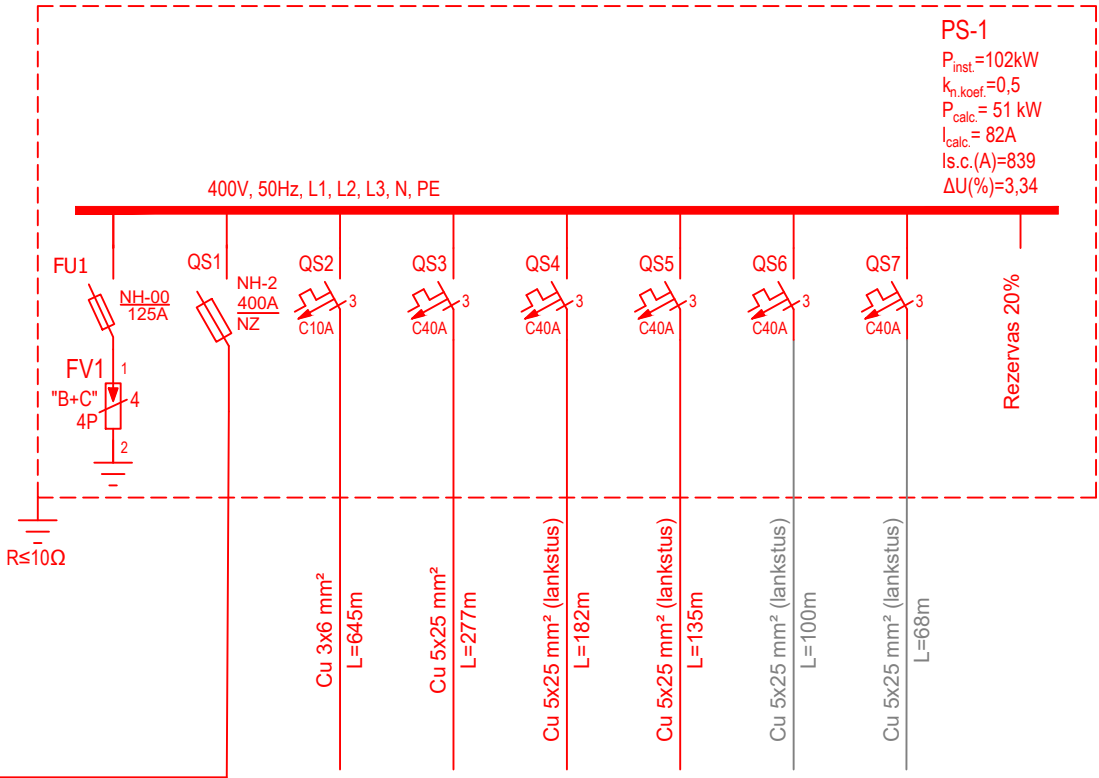 PS-1
Pinst.=102kW
kn.koef.=0,5
Pcalc.= 51 kW
Icalc.= 82A
Is.c.(A)=839
ΔU(%)=3,34
400V, 50Hz, L1, L2, L3, N, PE
FU1
NH-00
125A
FV1
1
"B+C"
4
4P
2
QS1
NH-2
400A
NZ
QS2
3
C10A
QS3
3
C40A
QS4
3
C40A
QS5
3
C40A
QS6
3
C40A
QS7
3
C40A
Rezervas 20%
R≤10Ω
Cu 3x6 mm²
L=645m
Cu 5x25 mm²
L=277m
Cu 5x25 mm² (lankstus)
L=182m
Cu 5x25 mm² (lankstus)
L=135m
Cu 5x25 mm² (lankstus)
L=100m
Cu 5x25 mm² (lankstus)
L=68m